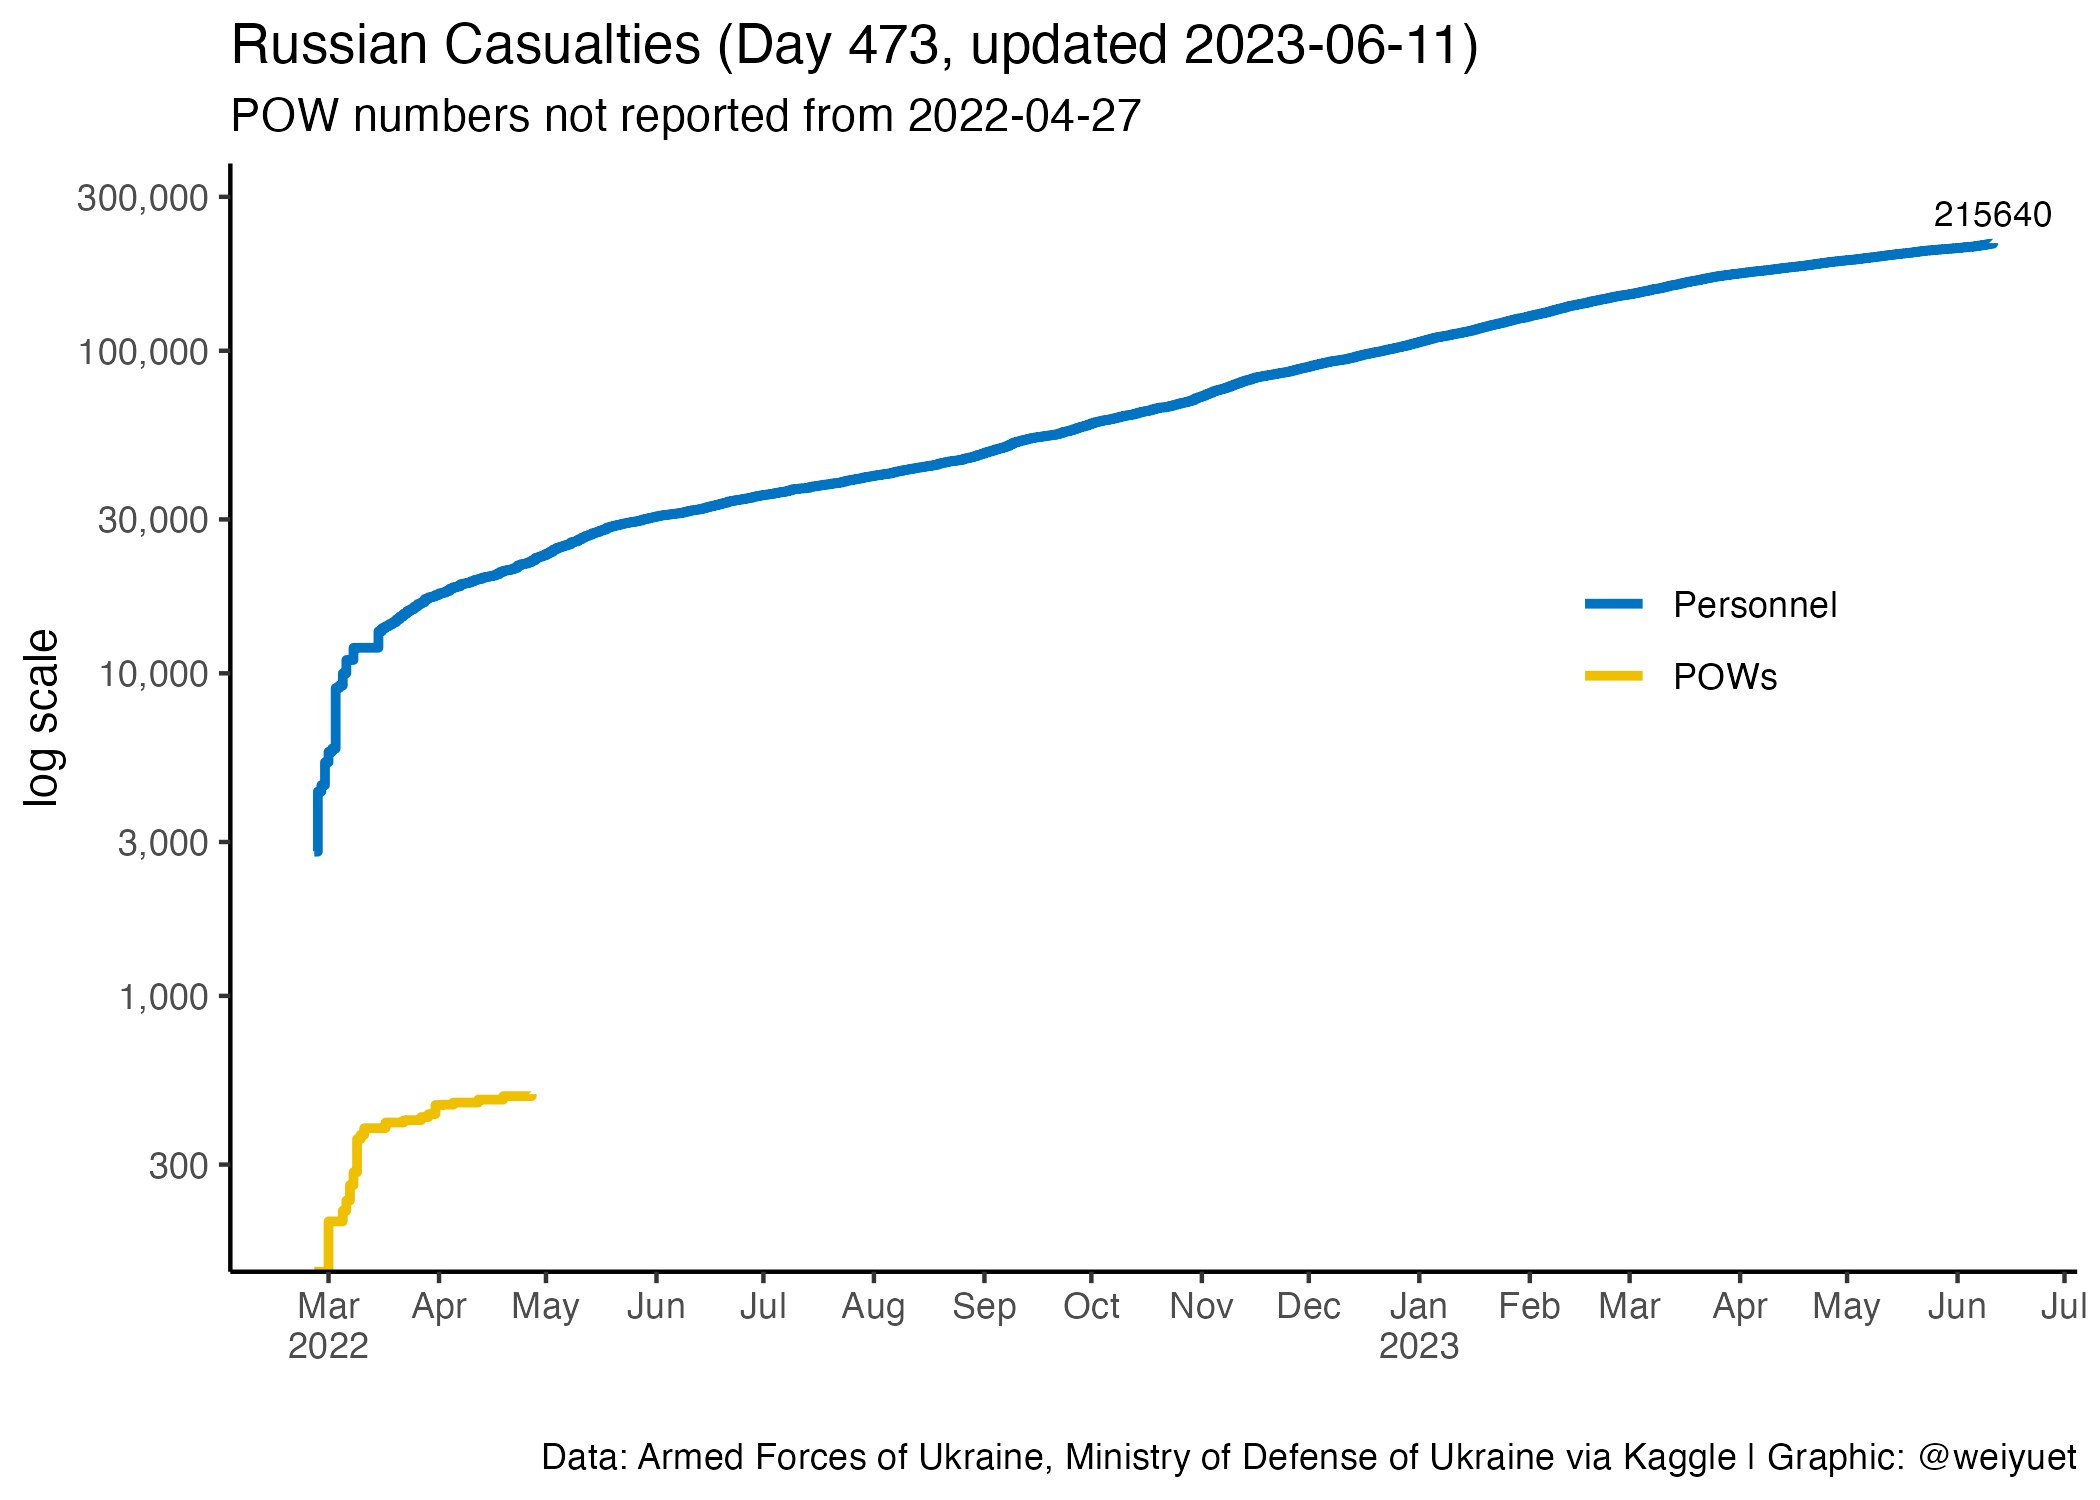 Russian Casualties (Day 473, updated 2023-06-11)
POW numbers not reported from 2022-04-27
300,000
100,000
30,000
10,000
3,000
1,000
300
log scale
215640
Personnel
POWs
Mar Apr May Jun Jul Aug Sep Oct Nov Dec Jan Feb Mar Apr May Jun Jul
2022 2023
Data: Armed Forces of Ukraine, Ministry of Defense of Ukraine via Kaggle | Graphic: @weiyuet